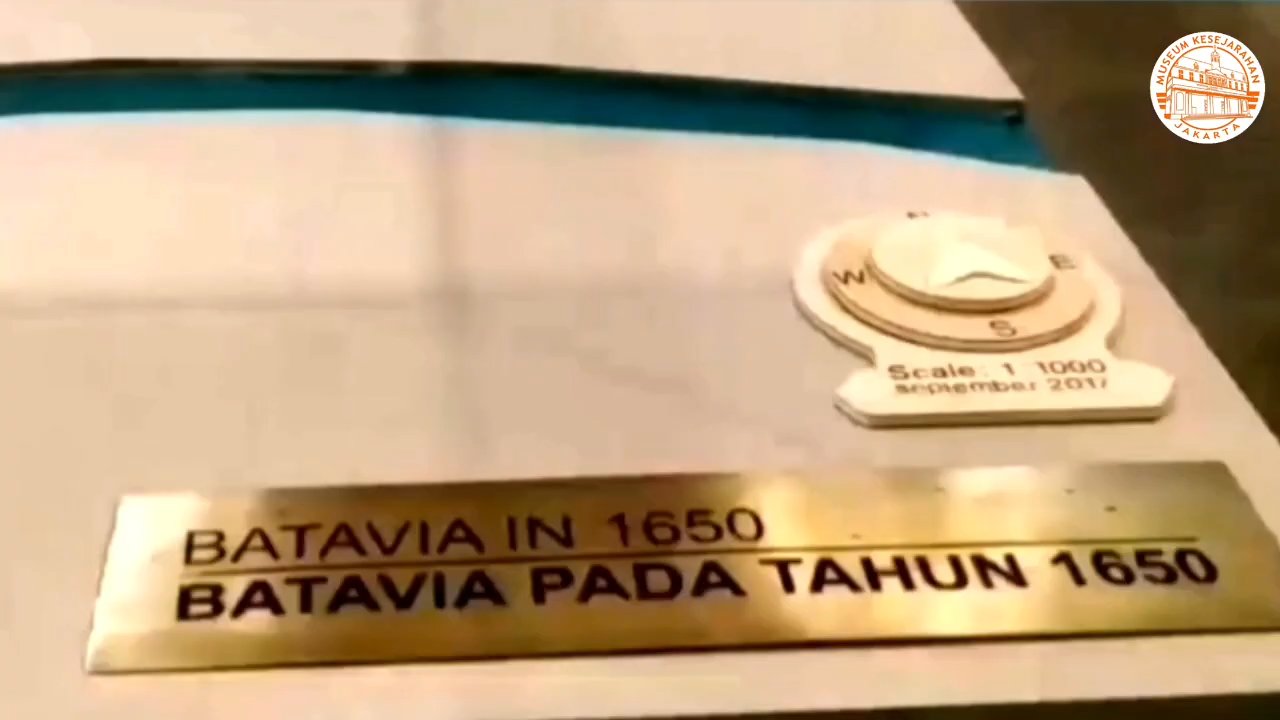 MUSEUM KESEJARAHAN
JAKARTA
W
E
S
Scale: 1 1000
september 2017
BATAVIA IN 1650
BATAVIA PADA TAHUN 1650